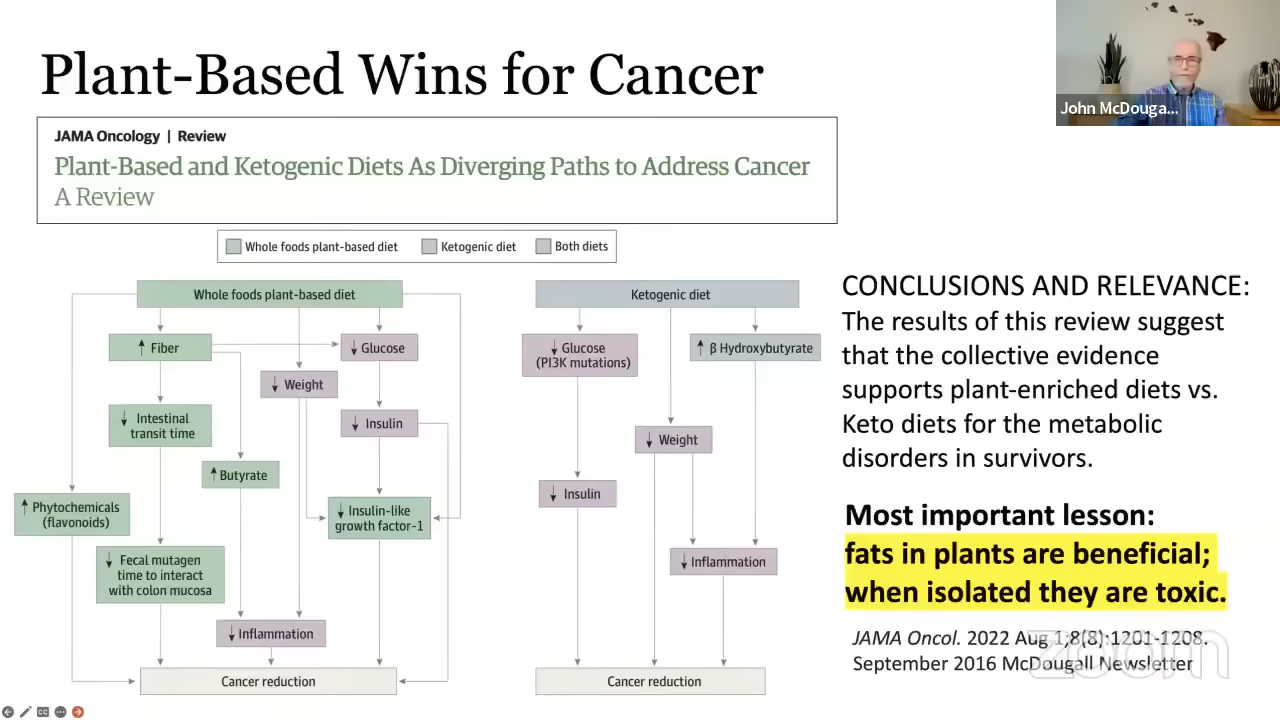 Plant-Based Wins for Cancer
John McDouga...
JAMA Oncology | Review
Plant-Based and Ketogenic Diets As Diverging Paths to Address Cancer
A Review
Whole foods plant-based diet
Ketogenic diet
Both diets
Whole foods plant-based diet
↑ Fiber
↓ Glucose
↓ Weight
↓ Intestinal
transit time
↓ Insulin
↑ Butyrate
↑ Phytochemicals
(flavonoids)
↓ Insulin-like
growth factor-1
↓ Fecal mutagen
time to interact
with colon mucosa
↓ Inflammation
Cancer reduction
Ketogenic diet
↓ Glucose
(PI3K mutations)
↑ β Hydroxybutyrate
↓ Weight
↓ Insulin
↓ Inflammation
Cancer reduction
CONCLUSIONS AND RELEVANCE:
The results of this review suggest
that the collective evidence
supports plant-enriched diets vs.
Keto diets for the metabolic
disorders in survivors.
Most important lesson:
fats in plants are beneficial;
when isolated they are toxic.
JAMA Oncol. 2022 Aug 1;8(8):1201-1208.
September 2016 McDougall Newsletter
zoom